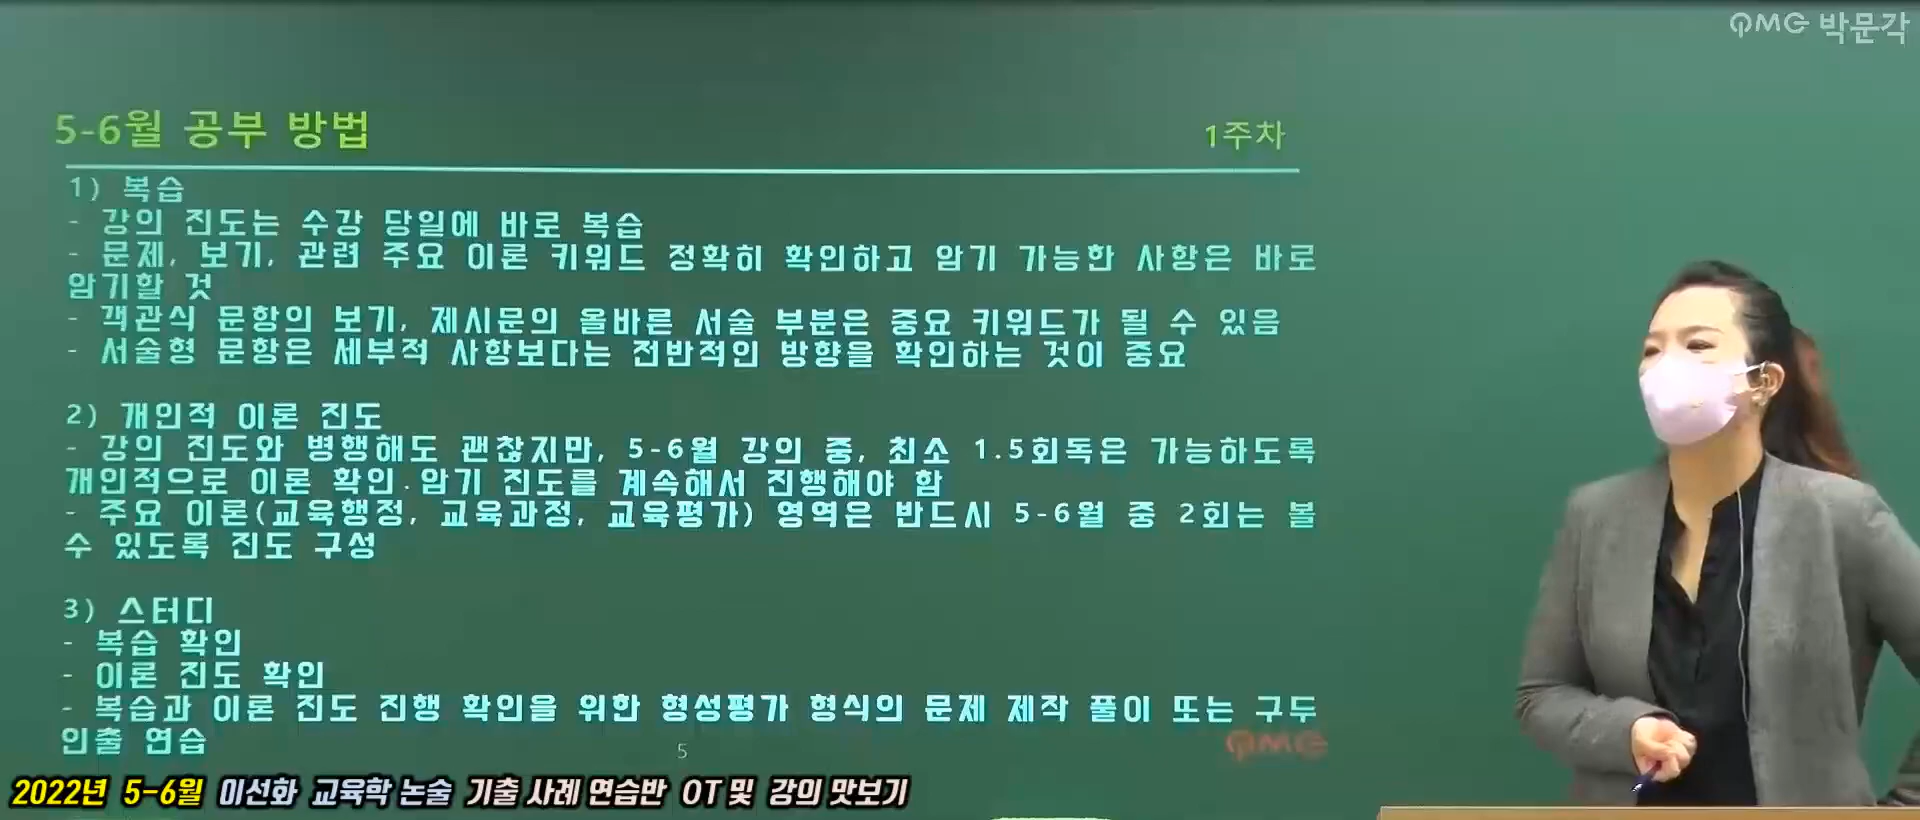 PMG 박문각
5-6월 공부 방법
1주차
1) 복습
- 강의 진도는 수강 당일에 바로 복습
- 문제, 보기, 관련 주요 이론 키워드 정확히 확인하고 암기 가능한 사항은 바로
암기할 것
- 객관식 문항의 보기, 제시문의 올바른 서술 부분은 중요 키워드가 될 수 있음
- 서술형 문항은 세부적 사항보다는 전반적인 방향을 확인하는 것이 중요
2) 개인적 이론 진도
- 강의 진도와 병행해도 괜찮지만, 5-6월 강의 중, 최소 1.5회독은 가능하도록
개인적으로 이론 확인·암기 진도를 계속해서 진행해야 함
- 주요 이론(교육행정, 교육과정, 교육평가) 영역은 반드시 5-6월 중 2회는 볼
수 있도록 진도 구성
3) 스터디
- 복습 확인
- 이론 진도 확인
- 복습과 이론 진도 진행 확인을 위한 형성평가 형식의 문제 제작 풀이 또는 구두
인출 연습
PMG
5
2022년 5-6월 이선화 교육학 논술 기출 사례 연습반 OT 및 강의 맛보기